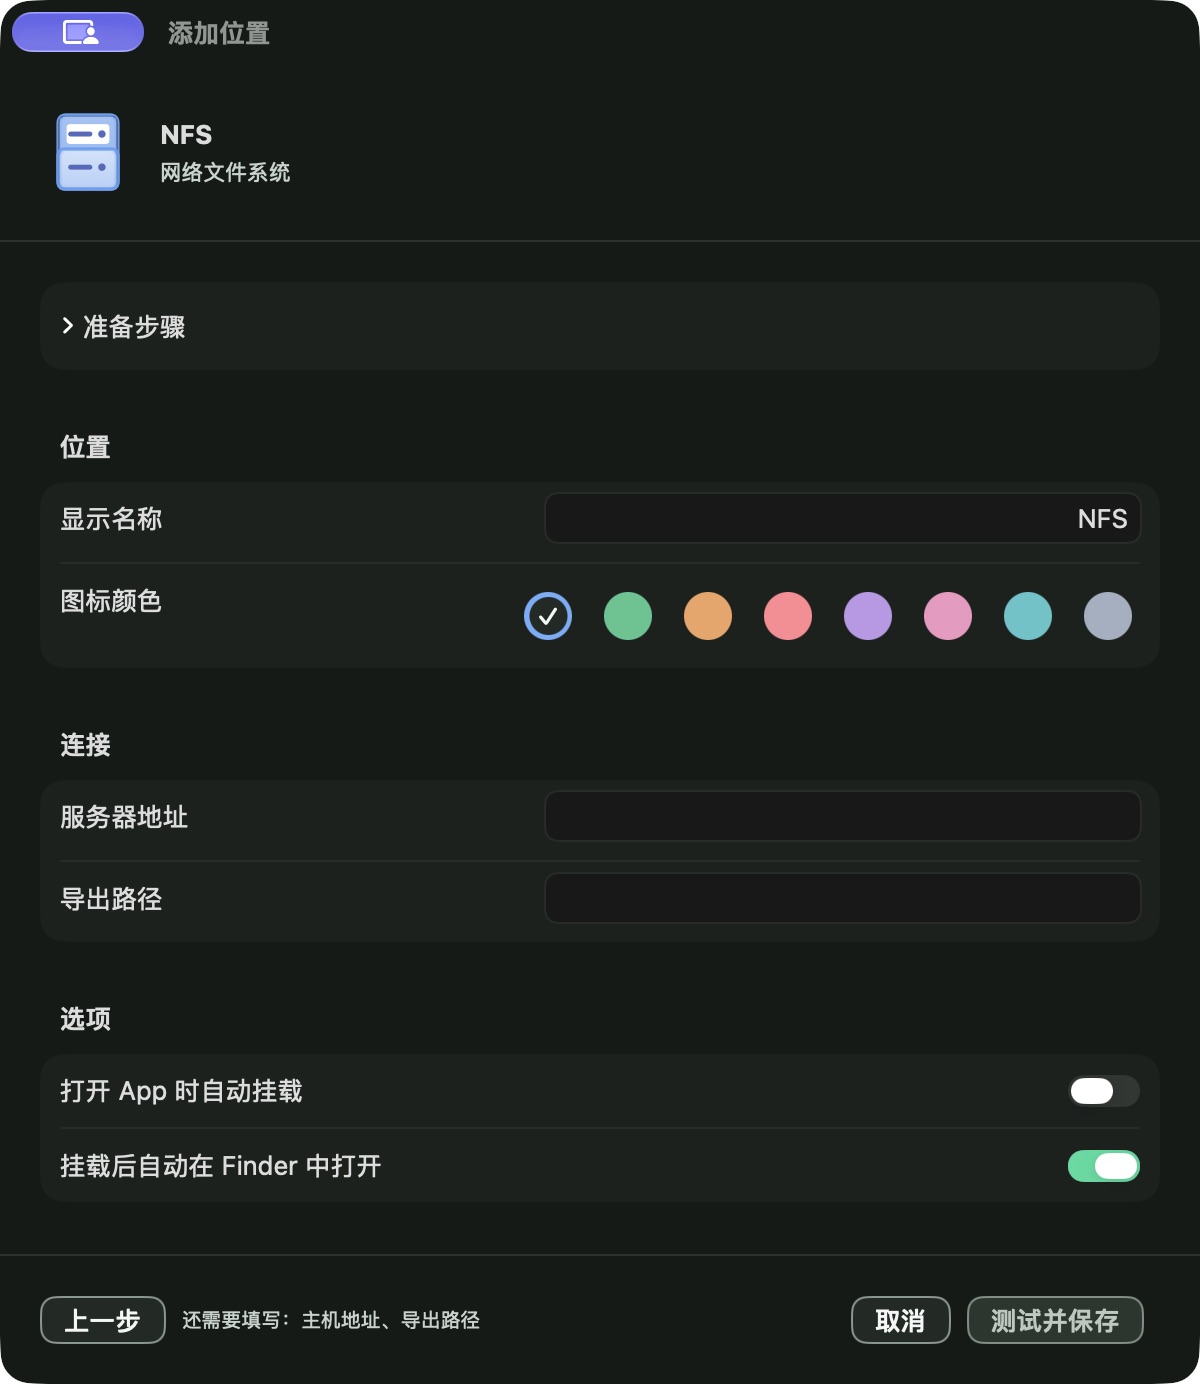 添加位置
NFS
网络文件系统
准备步骤
位置
显示名称
NFS
图标颜色
连接
服务器地址
导出路径
选项
打开 App 时自动挂载
挂载后自动在 Finder 中打开
上一步
还需要填写：主机地址、导出路径
取消
测试并保存